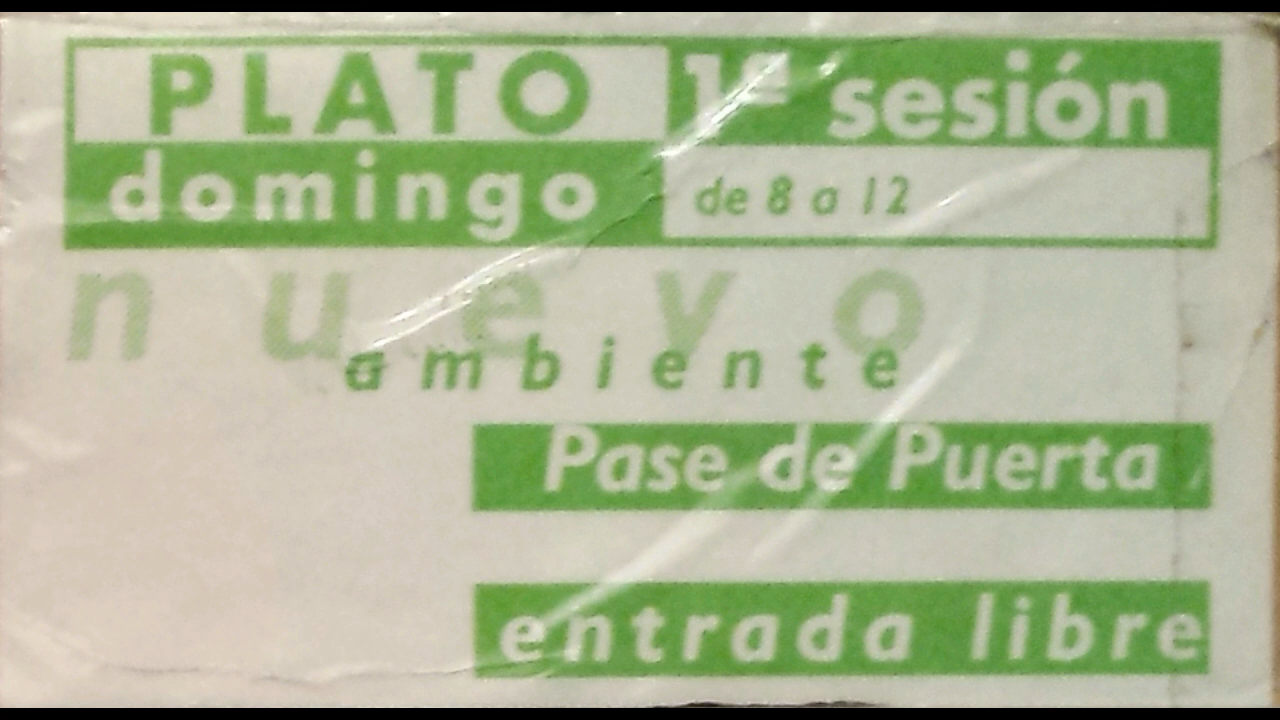 PLATO 1ª sesión
domingo de 8 a 12
nuevo
ambiente
Pase de Puerta
entrada libre